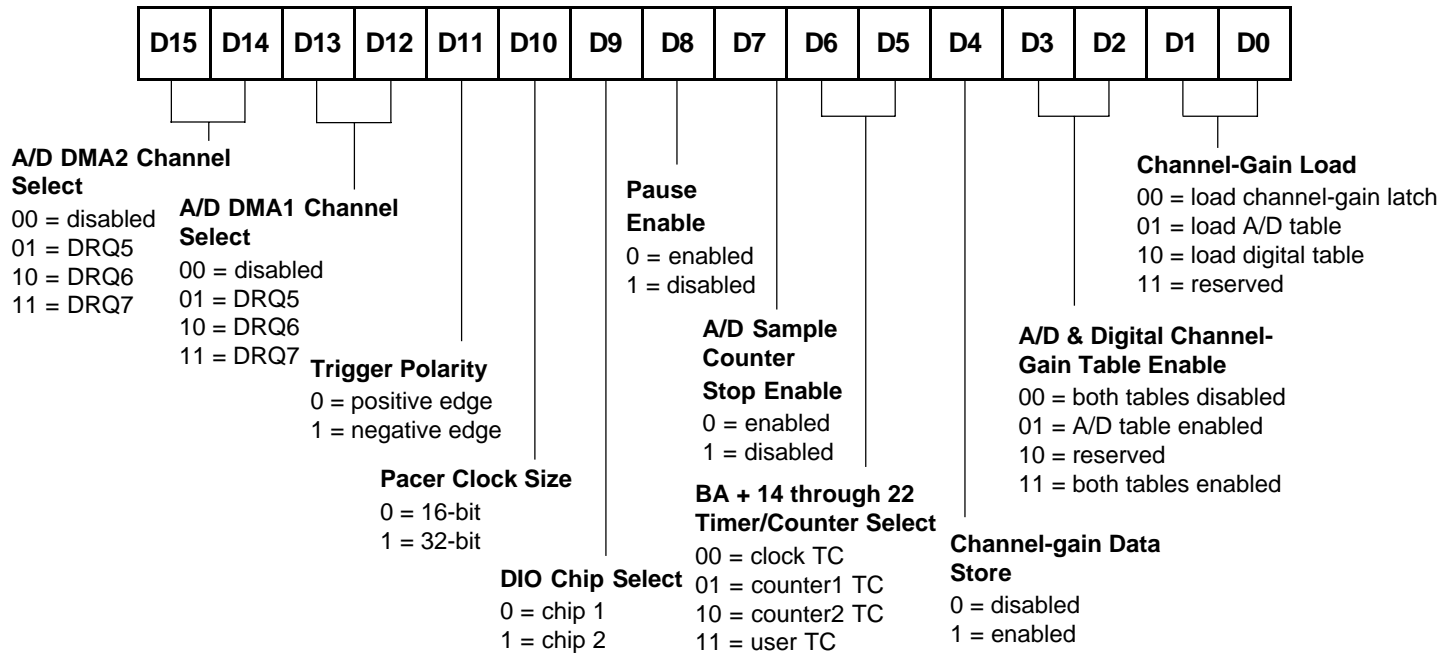 D15 D14 D13 D12 D11 D10 D9 D8 D7 D6 D5 D4 D3 D2 D1 D0
A/D DMA2 Channel
Select
00 = disabled
01 = DRQ5
10 = DRQ6
11 = DRQ7
A/D DMA1 Channel
Select
00 = disabled
01 = DRQ5
10 = DRQ6
11 = DRQ7
Trigger Polarity
0 = positive edge
1 = negative edge
Pacer Clock Size
0 = 16-bit
1 = 32-bit
DIO Chip Select
0 = chip 1
1 = chip 2
Pause
Enable
0 = enabled
1 = disabled
A/D Sample
Counter
Stop Enable
0 = enabled
1 = disabled
BA + 14 through 22
Timer/Counter Select
00 = clock TC
01 = counter1 TC
10 = counter2 TC
11 = user TC
Channel-gain Data
Store
0 = disabled
1 = enabled
A/D & Digital Channel-
Gain Table Enable
00 = both tables disabled
01 = A/D table enabled
10 = reserved
11 = both tables enabled
Channel-Gain Load
00 = load channel-gain latch
01 = load A/D table
10 = load digital table
11 = reserved